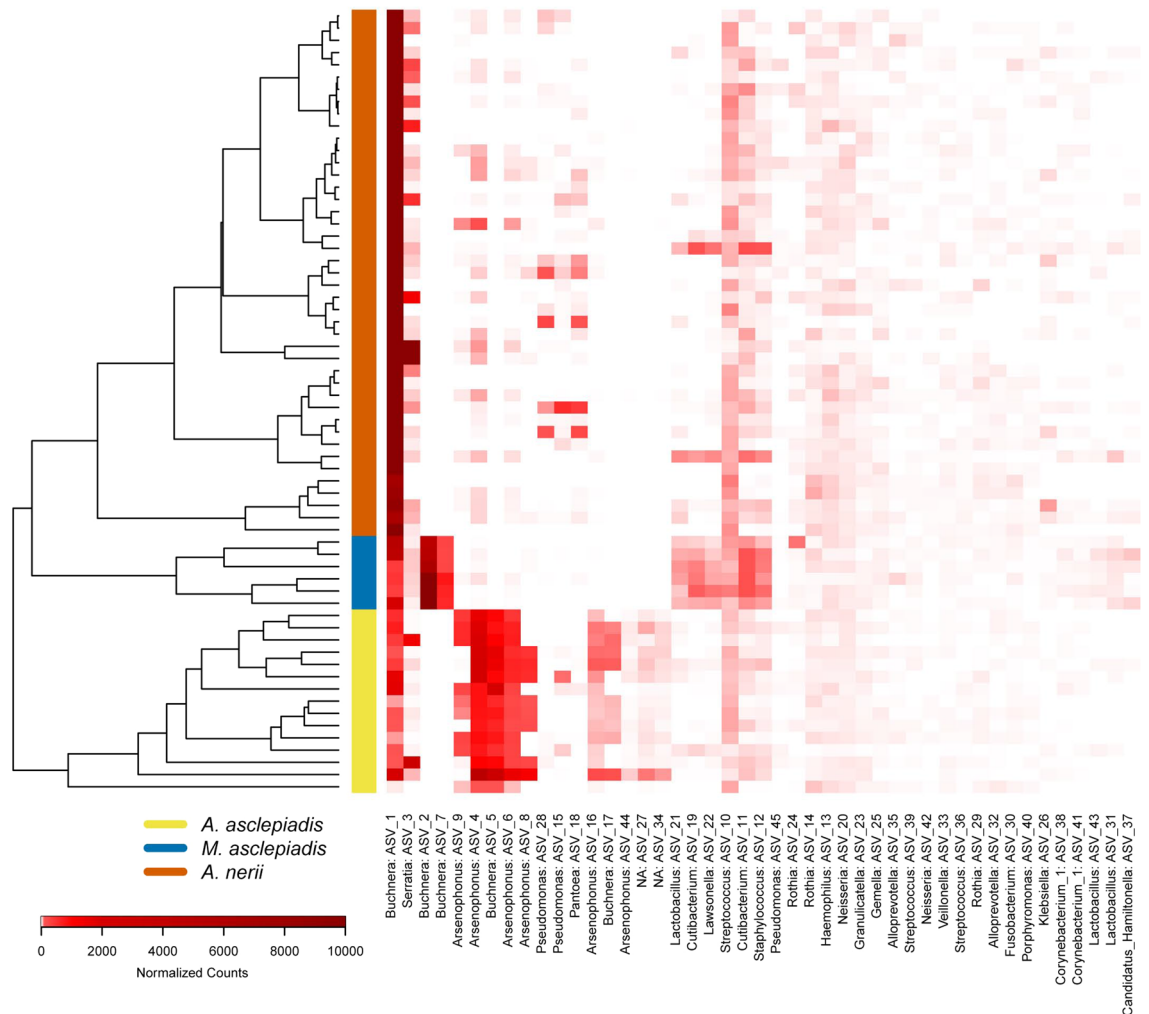 A. asclepiadis
M. asclepiadis
A. nerii
0 2000 4000 6000 8000 10000
Normalized Counts
Buchnera: ASV_1
Serratia: ASV_3
Buchnera: ASV_2
Buchnera: ASV_7
Arsenophonus: ASV_9
Arsenophonus: ASV_4
Buchnera: ASV_5
Arsenophonus: ASV_6
Arsenophonus: ASV_8
Pseudomonas: ASV_28
Pseudomonas: ASV_15
Pantoea: ASV_18
Arsenophonus: ASV_16
Buchnera: ASV_17
Arsenophonus: ASV_44
NA: ASV_27
NA: ASV_34
Lactobacillus: ASV_21
Cutibacterium: ASV_19
Lawsonella: ASV_22
Streptococcus: ASV_10
Cutibacterium: ASV_11
Staphylococcus: ASV_12
Pseudomonas: ASV_45
Rothia: ASV_24
Rothia: ASV_14
Haemophilus: ASV_13
Neisseria: ASV_20
Granulicatella: ASV_23
Gemella: ASV_25
Alloprevotella: ASV_35
Streptococcus: ASV_39
Neisseria: ASV_42
Veillonella: ASV_33
Streptococcus: ASV_36
Rothia: ASV_29
Alloprevotella: ASV_32
Fusobacterium: ASV_30
Porphyromonas: ASV_40
Klebsiella: ASV_26
Corynebacterium_1: ASV_38
Corynebacterium_1: ASV_41
Lactobacillus: ASV_43
Lactobacillus: ASV_31
Candidatus_Hamiltonella: ASV_37